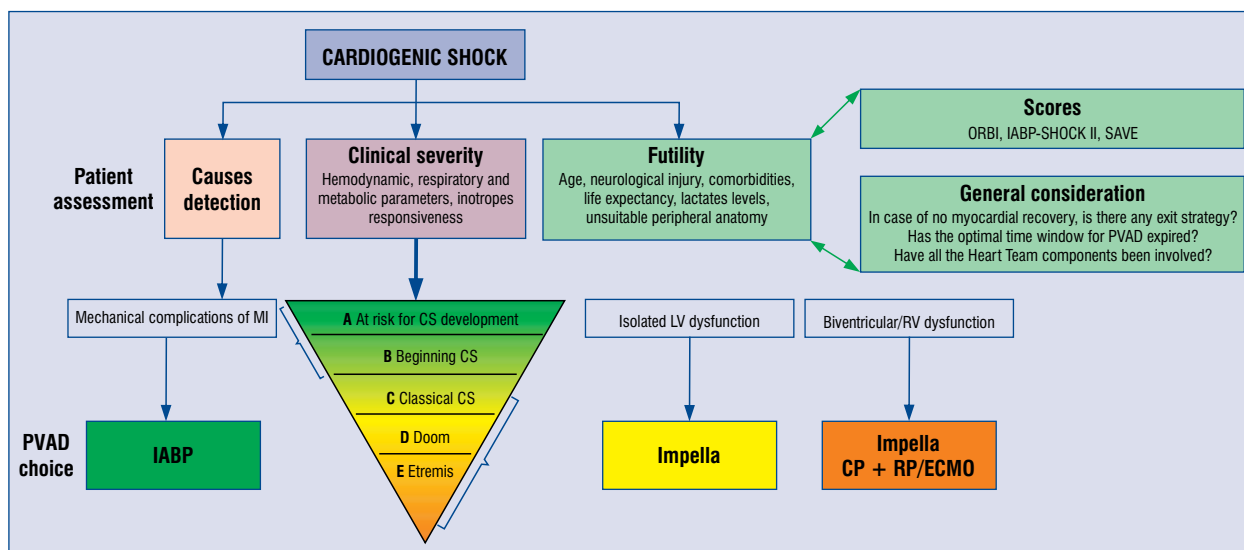 CARDIOGENIC SHOCK
Patient
assessment
Causes
detection
Clinical severity
Hemodynamic, respiratory and
metabolic parameters, inotropes
responsiveness
Futility
Age, neurological injury, comorbidities,
life expectancy, lactates levels,
unsuitable peripheral anatomy
Scores
ORBI, IABP-SHOCK II, SAVE
General consideration
In case of no myocardial recovery, is there any exit strategy?
Has the optimal time window for PVAD expired?
Have all the Heart Team components been involved?
Mechanical complications of MI
A At risk for CS development
B Beginning CS
C Classical CS
D Doom
E Etremis
Isolated LV dysfunction
Biventricular/RV dysfunction
PVAD
choice
IABP
Impella
Impella
CP + RP/ECMO